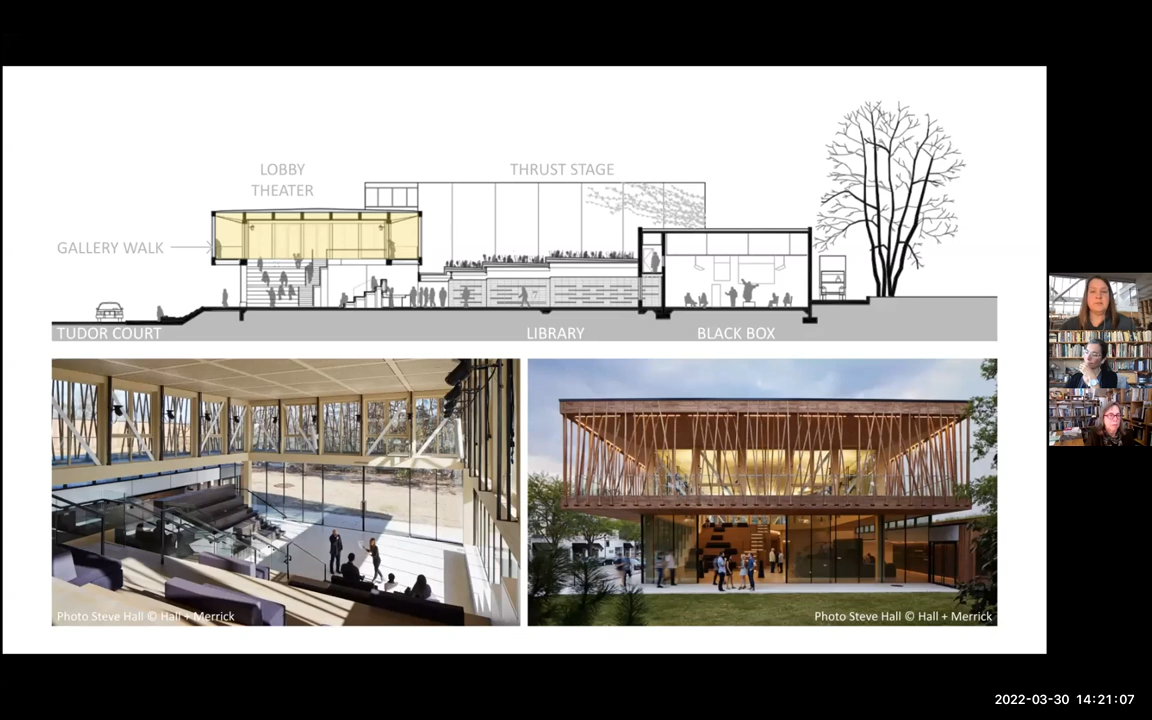 LOBBY
THEATER
THRUST STAGE
GALLERY WALK
TUDOR COURT
LIBRARY
BLACK BOX
Photo Steve Hall © Hall + Merrick
Photo Steve Hall © Hall + Merrick
2022-03-30 14:21:07